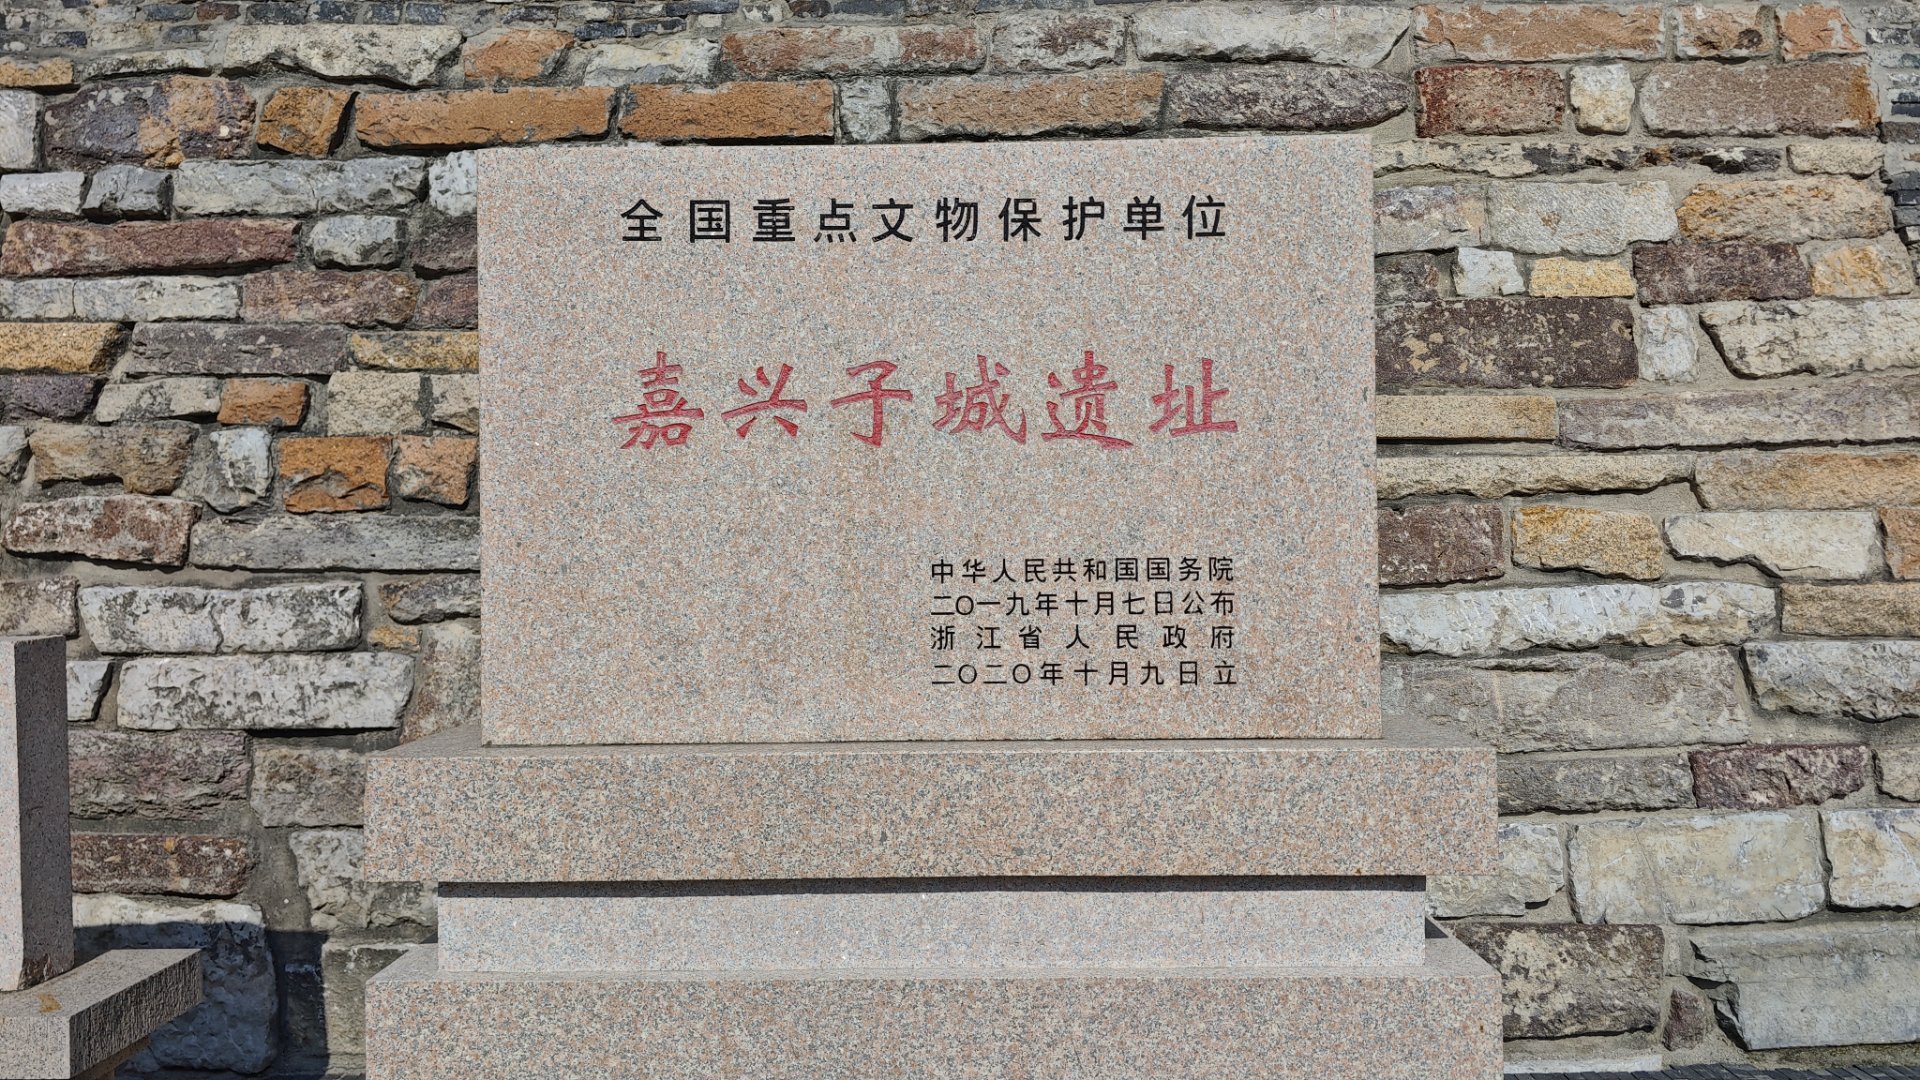 全国重点文物保护单位
嘉兴子城遗址
中华人民共和国国务院
二〇一九年十月七日公布
浙江省人民政府
二〇二〇年十月九日立